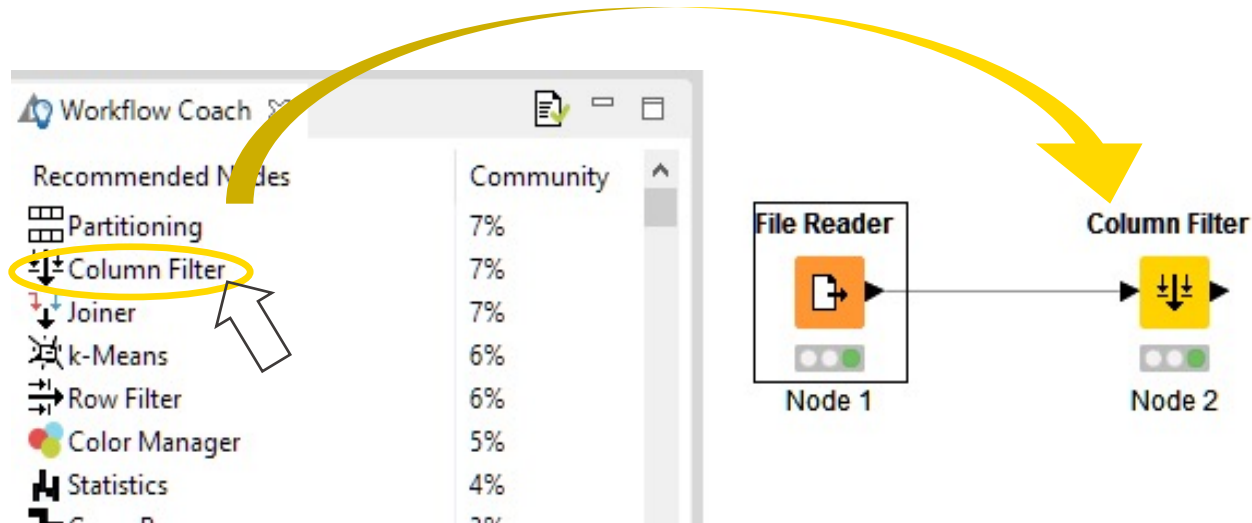 Workflow Coach
Recommended Nodes Community
Partitioning 7%
Column Filter 7%
Joiner 7%
k-Means 6%
Row Filter 6%
Color Manager 5%
Statistics 4%
File Reader
Node 1
Column Filter
Node 2